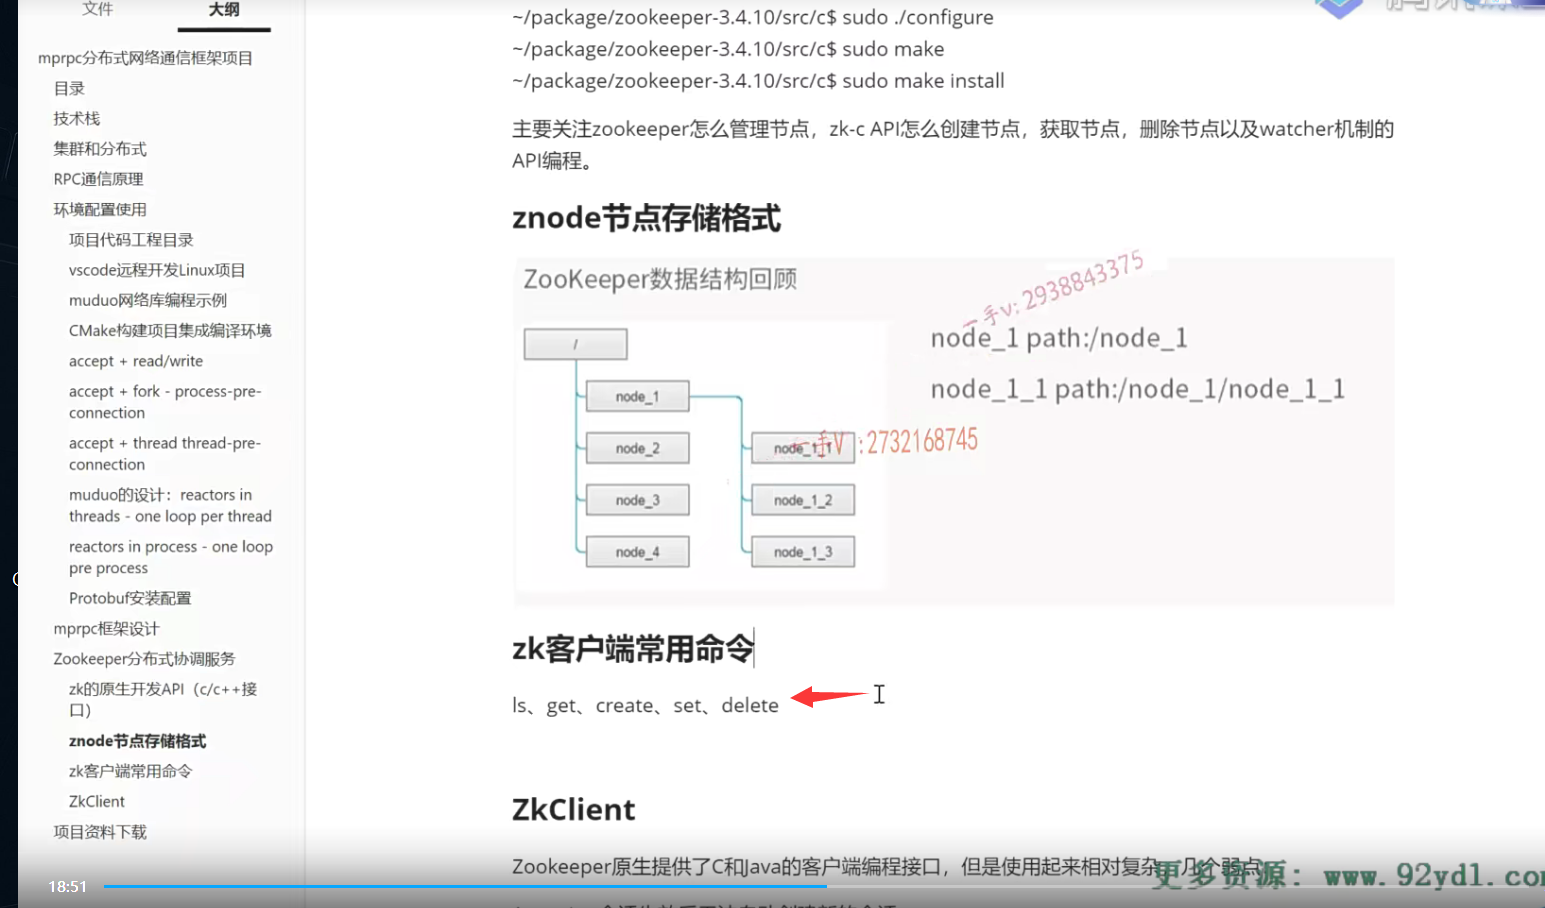 文件 大纲
mprpc分布式网络通信框架项目
目录
技术栈
集群和分布式
RPC通信原理
环境配置使用
项目代码工程目录
vscode远程开发Linux项目
muduo网络库编程示例
CMake构建项目集成编译环境
accept + read/write
accept + fork - process-pre-
connection
accept + thread thread-pre-
connection
muduo的设计：reactors in
threads - one loop per thread
reactors in process - one loop
pre process
Protobuf安装配置
mprpc框架设计
Zookeeper分布式协调服务
zk的原生开发API（c/c++接
口）
znode节点存储格式
zk客户端常用命令
ZkClient
项目资料下载
~/package/zookeeper-3.4.10/src/c$ sudo ./configure
~/package/zookeeper-3.4.10/src/c$ sudo make
~/package/zookeeper-3.4.10/src/c$ sudo make install
主要关注zookeeper怎么管理节点，zk-c API怎么创建节点，获取节点，删除节点以及watcher机制的
API编程。
znode节点存储格式
ZooKeeper数据结构回顾
一手v: 2938843375
/
node_1
node_2
node_3
node_4
node_1_1
node_1_2
node_1_3
node_1 path:/node_1
node_1_1 path:/node_1/node_1_1
一手V :2732168745
zk客户端常用命令
ls、get、create、set、delete
ZkClient
Zookeeper原生提供了C和Java的客户端编程接口，但是使用起来相对复杂，几个弱点
更多资源：www.92ydl.com
18:51